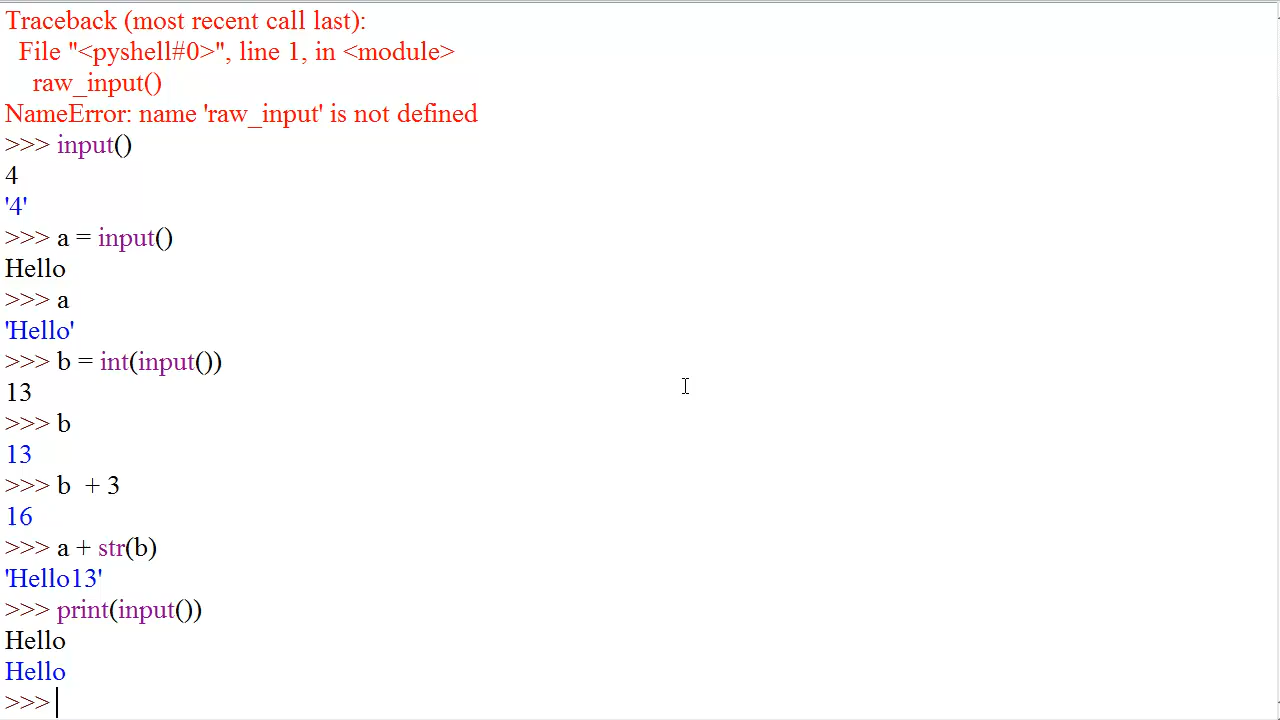 Traceback (most recent call last):
  File "<pyshell#0>", line 1, in <module>
    raw_input()
NameError: name 'raw_input' is not defined
>>> input()
4
'4'
>>> a = input()
Hello
>>> a
'Hello'
>>> b = int(input())
13
>>> b
13
>>> b  + 3
16
>>> a + str(b)
'Hello13'
>>> print(input())
Hello
Hello
>>>